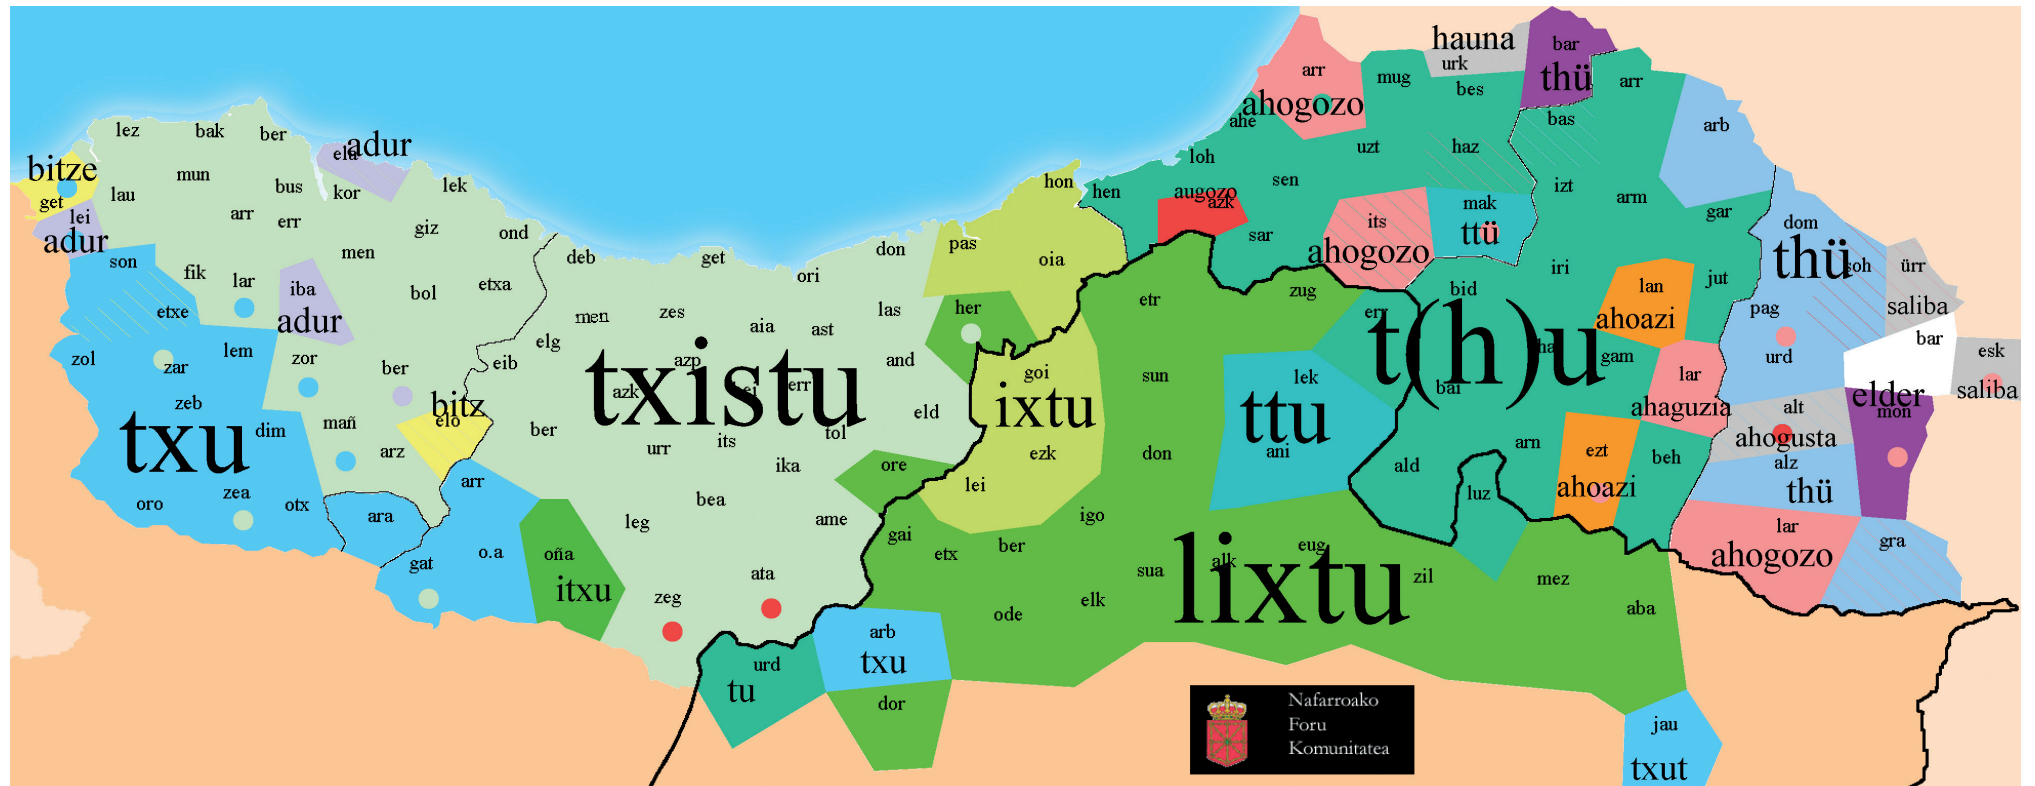 hauna
bar
urk
thü
arr
mug
bes
arr
ahogozo
ahe
bas
arb
lez
bak
ber
adur
ela
uzt
haz
loh
bitze
mun
bus
kor
lek
hon
hen
augozo
azk
sen
izt
arm
get
lau
lei
arr
err
giz
mak
ttü
gar
adur
men
ond
pas
oia
sar
its
ahogozo
dom
thü
soh
ürr
son
fik
lar
iba
bol
etxa
deb
get
ori
don
iri
jut
etxe
adur
etr
zug
bid
lan
ahoazi
saliba
men
zes
aia
ast
las
her
err
t(h)u
pag
bar
zol
zar
lem
zor
ber
eib
elg
txistu
azp
azk
err
and
goi
ixtu
sun
lek
ttu
ha
bai
gam
lar
ahaguzia
urd
esk
saliba
elder
mon
zeb
txu
dim
mañ
bitz
elo
arz
ber
urr
its
tol
eld
ika
ezk
don
ani
arn
alt
ahogusta
ezt
ahoazi
beh
alz
thü
oro
zea
otx
ara
arr
bea
ore
lei
ald
luz
lar
ahogozo
gra
leg
ame
igo
gai
etx
ber
gat
o.a
oña
itxu
ata
zeg
sua
alk
eug
lixtu
zil
mez
ode
elk
aba
urd
tu
arb
txu
dor
jau
txut
Nafarroako
Foru
Komunitatea